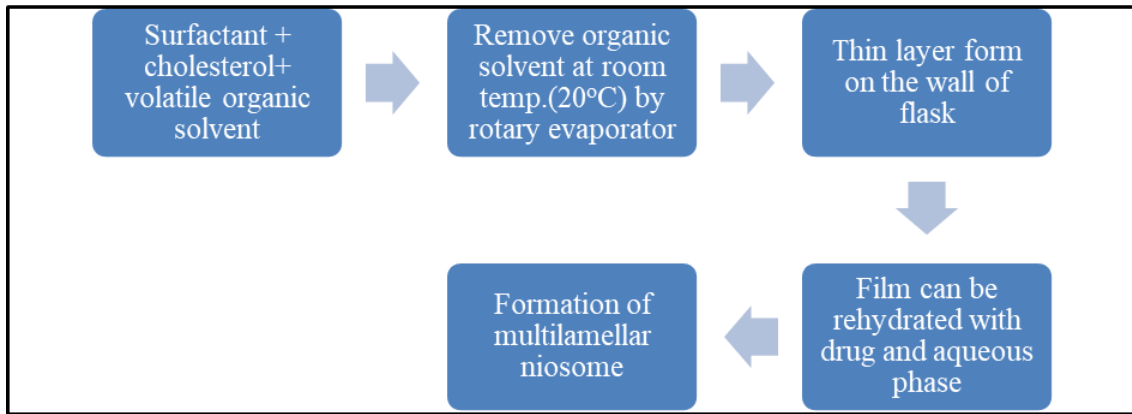 Surfactant +
cholesterol+
volatile organic
solvent
Remove organic
solvent at room
temp.(20°C) by
rotary evaporator
Thin layer form
on the wall of
flask
Film can be
rehydrated with
drug and aqueous
phase
Formation of
multilamellar
niosome